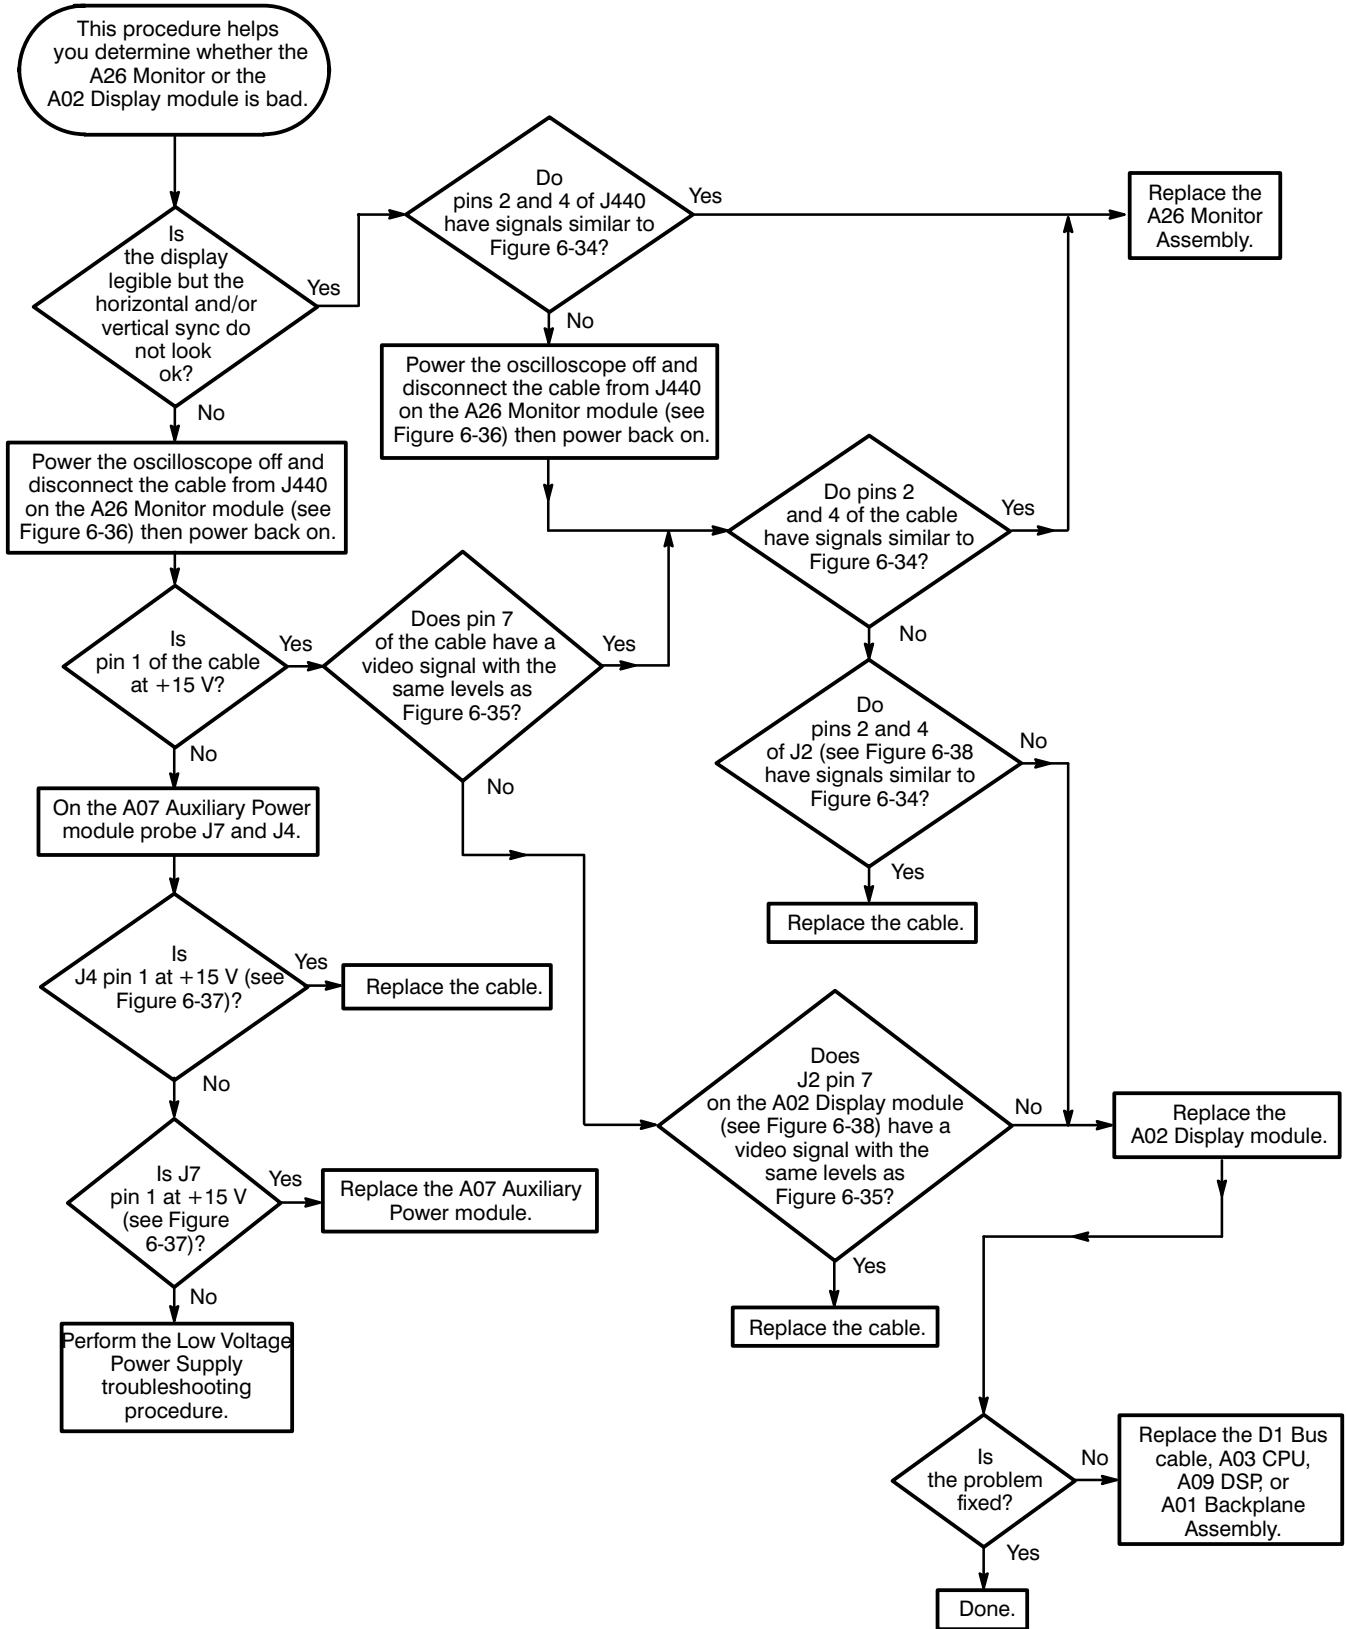 This procedure helps
you determine whether the
A26 Monitor or the
A02 Display module is bad.
Is
the display
legible but the
horizontal and/or
vertical sync do
not look
ok?
Yes
No
Do
pins 2 and 4 of J440
have signals similar to
Figure 6-34?
Yes
No
Replace the
A26 Monitor
Assembly.
Power the oscilloscope off and
disconnect the cable from J440
on the A26 Monitor module (see
Figure 6-36) then power back on.
Power the oscilloscope off and
disconnect the cable from J440
on the A26 Monitor module (see
Figure 6-36) then power back on.
Do pins 2
and 4 of the cable
have signals similar to
Figure 6-34?
Yes
No
Is
pin 1 of the cable
at +15 V?
Yes
No
Does pin 7
of the cable have a
video signal with the
same levels as
Figure 6-35?
Yes
No
Do
pins 2 and 4
of J2 (see Figure 6-38
have signals similar to
Figure 6-34?
No
Yes
Replace the cable.
On the A07 Auxiliary Power
module probe J7 and J4.
Is
J4 pin 1 at +15 V (see
Figure 6-37)?
Yes
No
Replace the cable.
Does
J2 pin 7
on the A02 Display module
(see Figure 6-38) have a
video signal with the
same levels as
Figure 6-35?
No
Yes
Replace the
A02 Display module.
Replace the cable.
Is J7
pin 1 at +15 V
(see Figure
6-37)?
Yes
No
Replace the A07 Auxiliary
Power module.
Perform the Low Voltage
Power Supply
troubleshooting
procedure.
Is
the problem
fixed?
No
Yes
Replace the D1 Bus
cable, A03 CPU,
A09 DSP, or
A01 Backplane
Assembly.
Done.